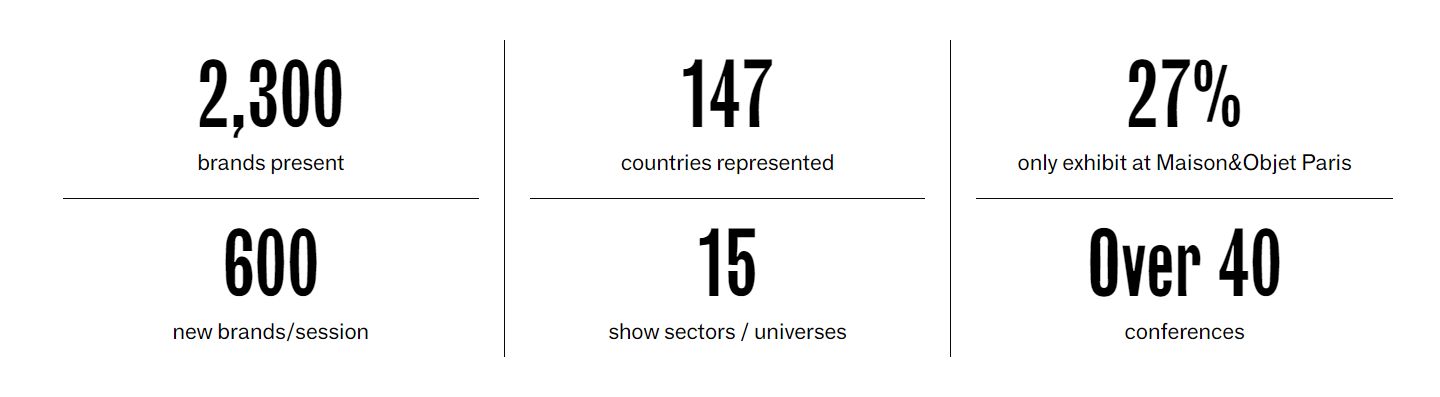 2,300
brands present
147
countries represented
27%
only exhibit at Maison&Objet Paris
600
new brands/session
15
show sectors / universes
Over 40
conferences